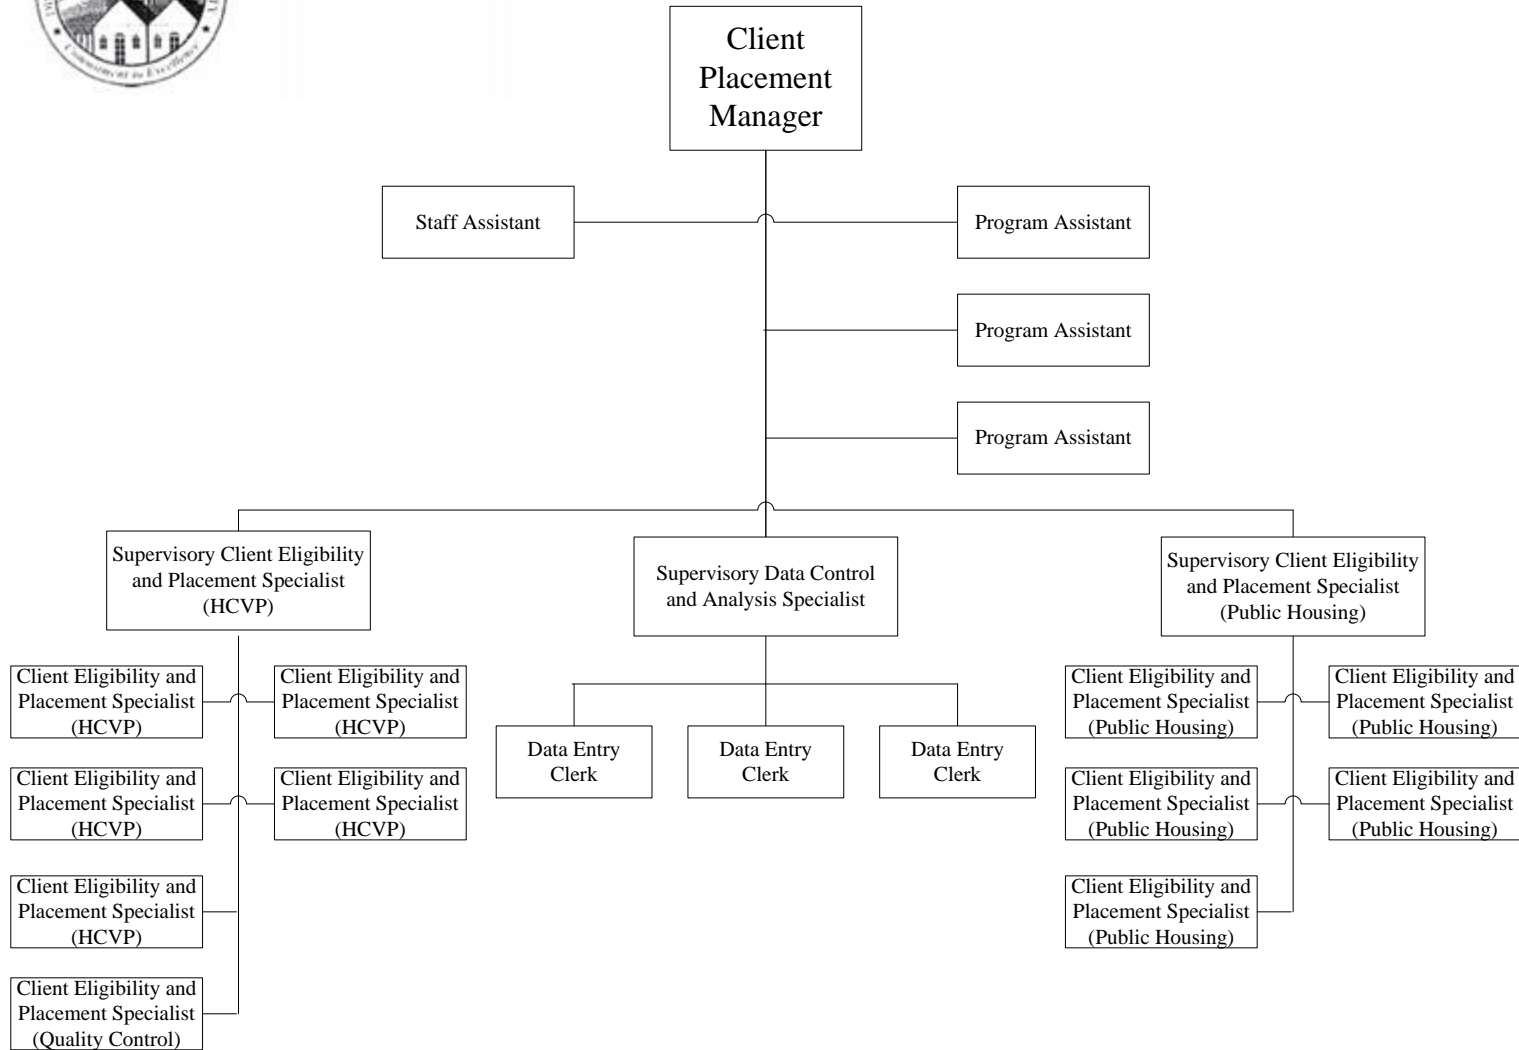 Commitment to Excellence
Client
Placement
Manager
Staff Assistant
Program Assistant
Program Assistant
Program Assistant
Supervisory Client Eligibility
and Placement Specialist
(HCVP)
Supervisory Data Control
and Analysis Specialist
Supervisory Client Eligibility
and Placement Specialist
(Public Housing)
Client Eligibility and
Placement Specialist
(HCVP)
Client Eligibility and
Placement Specialist
(HCVP)
Client Eligibility and
Placement Specialist
(HCVP)
Client Eligibility and
Placement Specialist
(HCVP)
Client Eligibility and
Placement Specialist
(HCVP)
Client Eligibility and
Placement Specialist
(Quality Control)
Data Entry
Clerk
Data Entry
Clerk
Data Entry
Clerk
Client Eligibility and
Placement Specialist
(Public Housing)
Client Eligibility and
Placement Specialist
(Public Housing)
Client Eligibility and
Placement Specialist
(Public Housing)
Client Eligibility and
Placement Specialist
(Public Housing)
Client Eligibility and
Placement Specialist
(Public Housing)